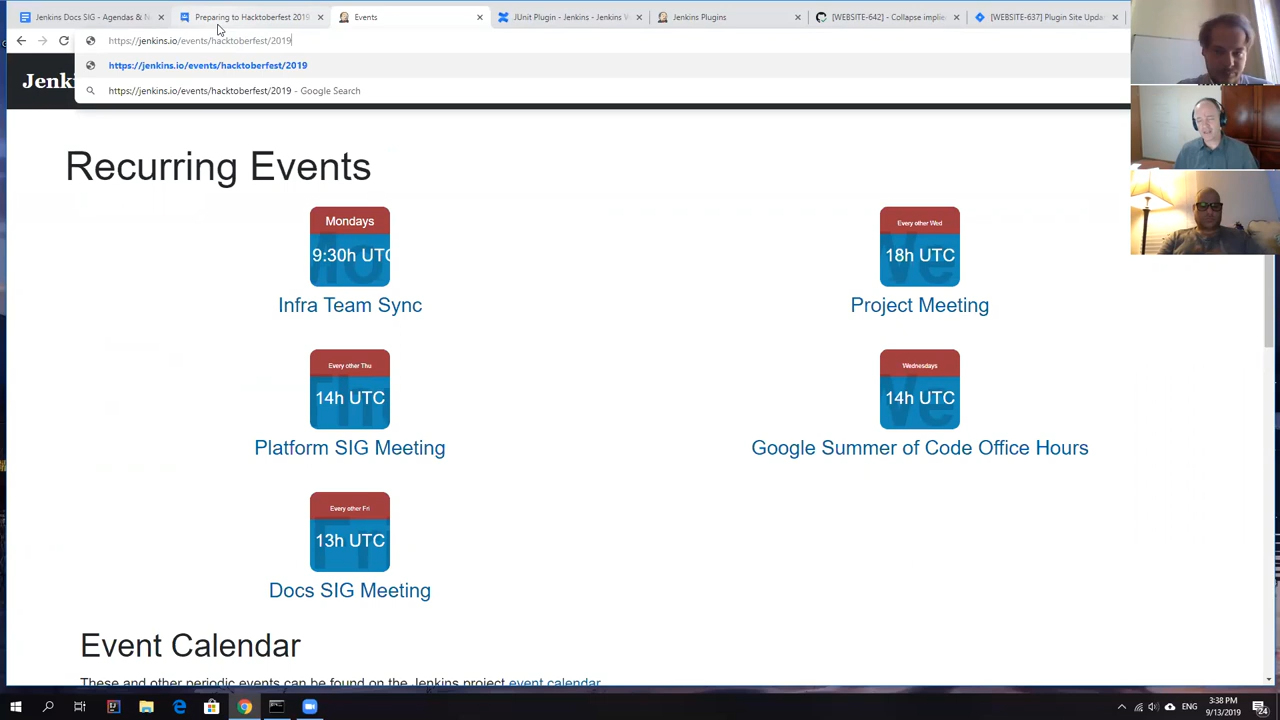 Jenkins Docs SIG - Agendas & N
Preparing to Hacktoberfest 2019
Events
JUnit Plugin - Jenkins - Jenkins W
Jenkins Plugins
[WEBSITE-642] - Collapse implie
[WEBSITE-637] Plugin Site Upda
https://jenkins.io/events/hacktoberfest/2019
https://jenkins.io/events/hacktoberfest/2019
https://jenkins.io/events/hacktoberfest/2019 - Google Search
Jenki
Recurring Events
Mondays
9:30h UTC
Infra Team Sync
Every other Wed
18h UTC
Project Meeting
Every other Thu
14h UTC
Platform SIG Meeting
Wednesdays
14h UTC
Google Summer of Code Office Hours
Every other Fri
13h UTC
Docs SIG Meeting
Event Calendar
These and other periodic events can be found on the Jenkins project event calendar
ENG
3:38 PM
9/13/2019
24